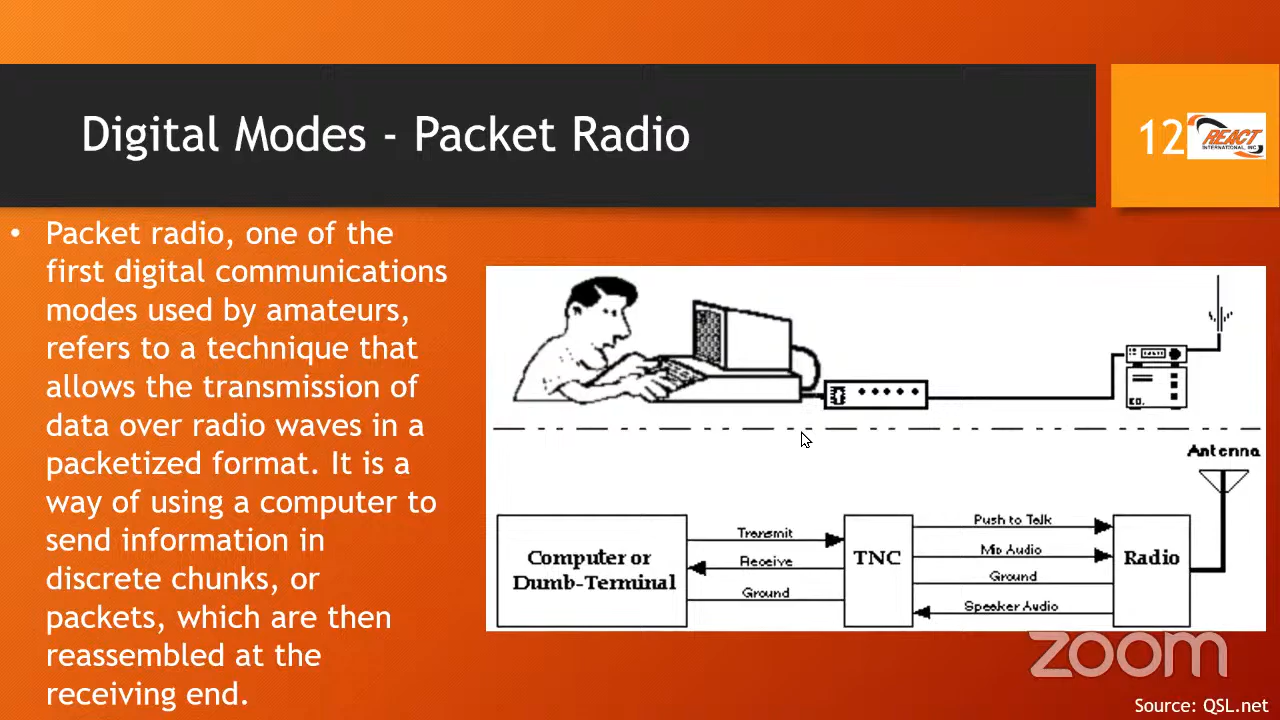 Digital Modes - Packet Radio
12
REACT
INTERNATIONAL, INC.
• Packet radio, one of the
first digital communications
modes used by amateurs,
refers to a technique that
allows the transmission of
data over radio waves in a
packetized format. It is a
way of using a computer to
send information in
discrete chunks, or
packets, which are then
reassembled at the
receiving end.
Antenna
Computer or
Dumb-Terminal
Transmit
Receive
Ground
TNC
Push to Talk
Mic Audio
Ground
Speaker Audio
Radio
zoom
Source: QSL.net